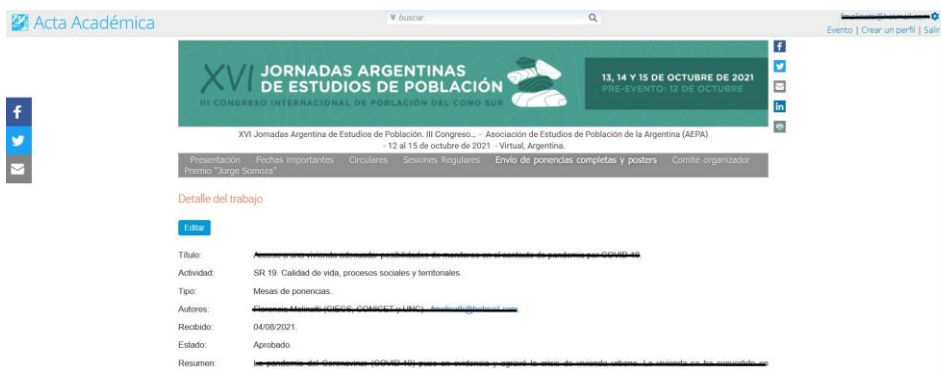 Acta Académica
buscar...
Evento | Crear un perfil | Salir
XVI JORNADAS ARGENTINAS
DE ESTUDIOS DE POBLACIÓN
III CONGRESO INTERNACIONAL DE POBLACIÓN DEL CONO SUR
13, 14 Y 15 DE OCTUBRE DE 2021
PRE-EVENTO: 12 DE OCTUBRE
XVI Jornadas Argentina de Estudios de Población. III Congreso... - Asociación de Estudios de Población de la Argentina (AEPA)
- 12 al 15 de octubre de 2021 - Virtual, Argentina.
Presentación Fechas importantes Circulares Sesiones Regulares Envío de ponencias completas y posters Comité organizador
Premio "Jorge Somoza"
Detalle del trabajo
Editar
Título:
Actividad: SR 19. Calidad de vida, procesos sociales y territoriales.
Tipo: Mesas de ponencias.
Autores:
Recibido: 04/08/2021.
Estado: Aprobado.
Resumen: